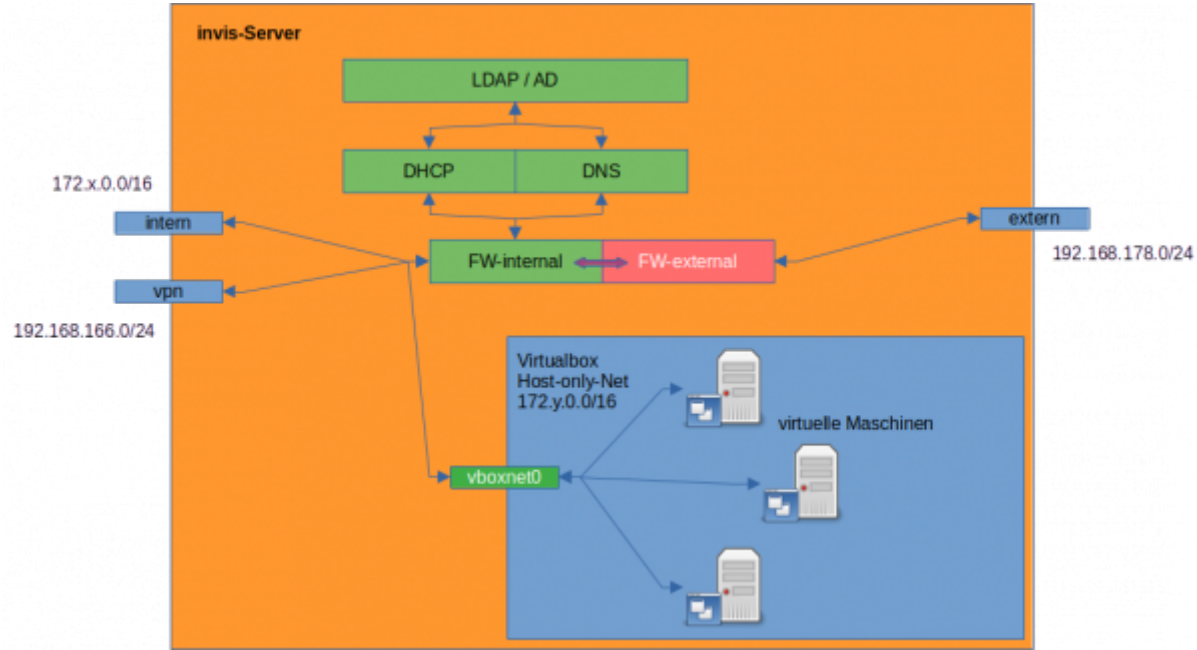 invis-Server
LDAP / AD
DHCP
DNS
172.x.0.0/16
intern
extern
FW-internal
FW-external
192.168.178.0/24
vpn
192.168.166.0/24
Virtualbox
Host-only-Net
172.y.0.0/16
virtuelle Maschinen
vboxnet0